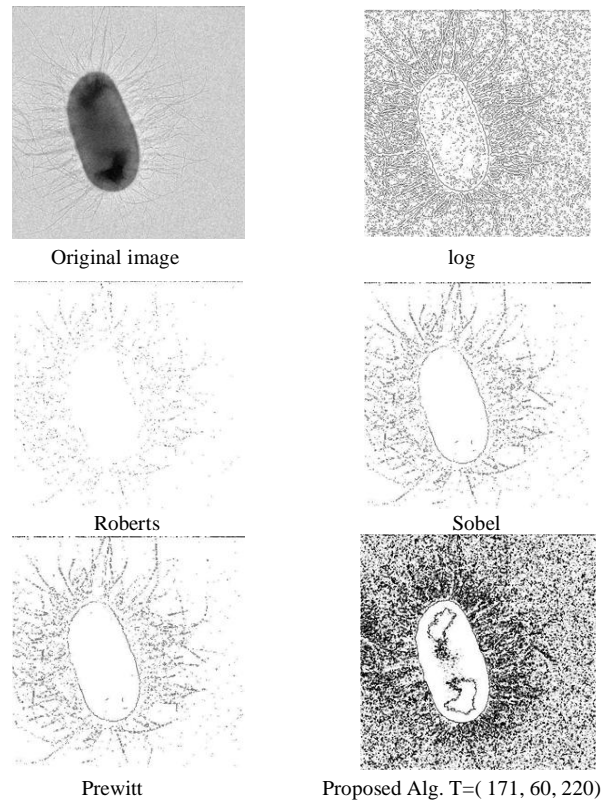 Original image
log
Roberts
Sobel
Prewitt
Proposed Alg. T=( 171, 60, 220)